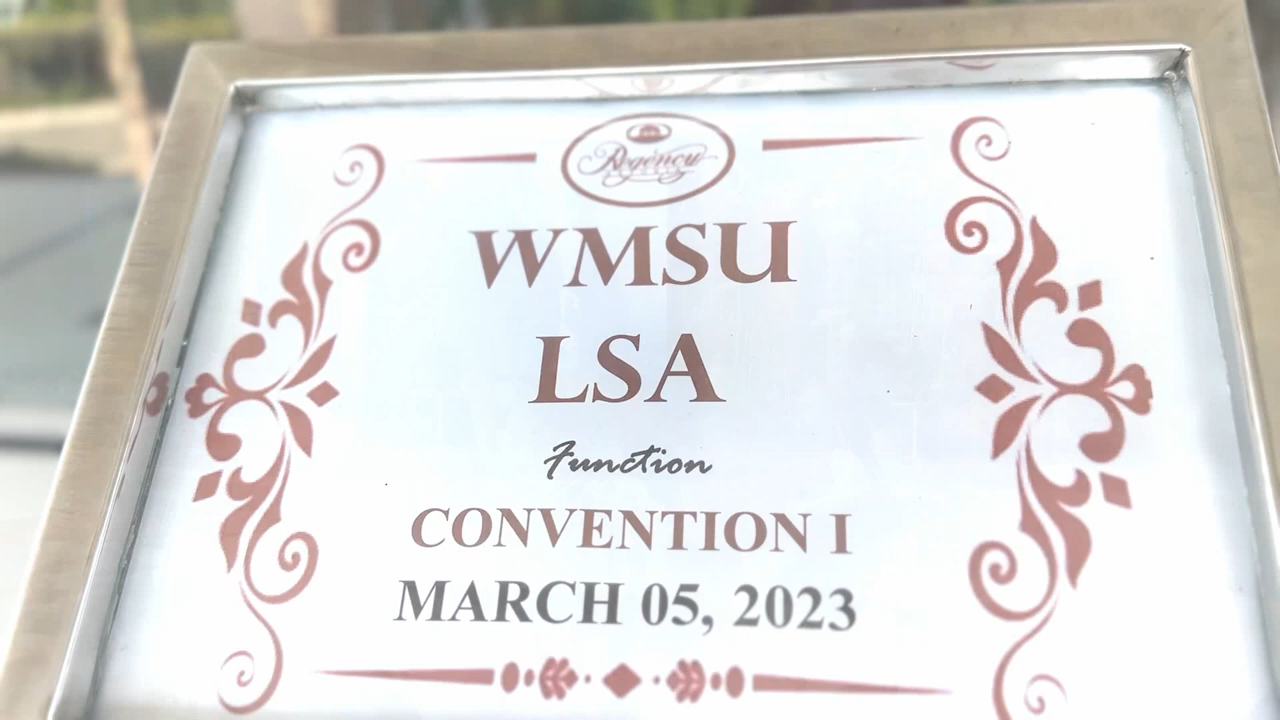 Regency
WMSU
LSA
Function
CONVENTION I
MARCH 05, 2023